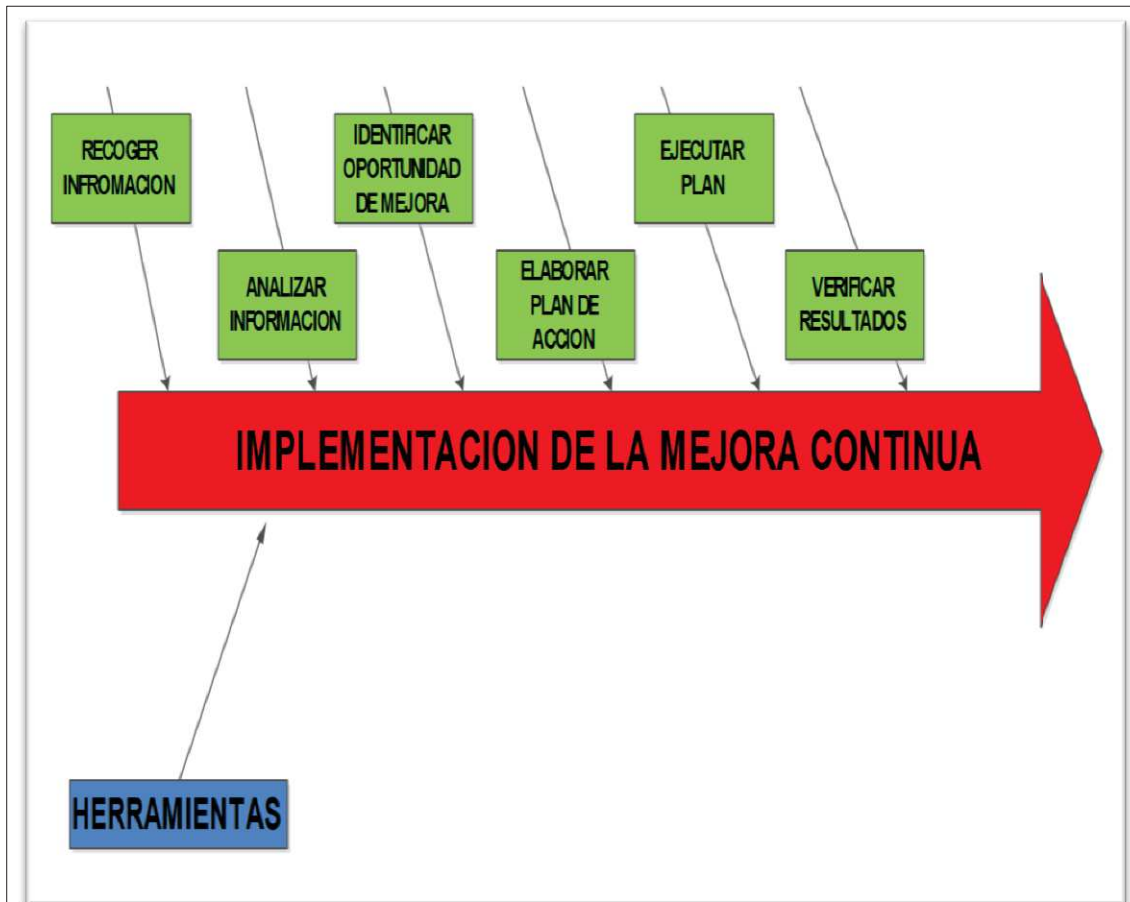 RECOGER
INFROMACION
ANALIZAR
INFORMACION
IDENTIFICAR
OPORTUNIDAD
DE MEJORA
ELABORAR
PLAN DE
ACCION
EJECUTAR
PLAN
VERIFICAR
RESULTADOS
IMPLEMENTACION DE LA MEJORA CONTINUA
HERRAMIENTAS